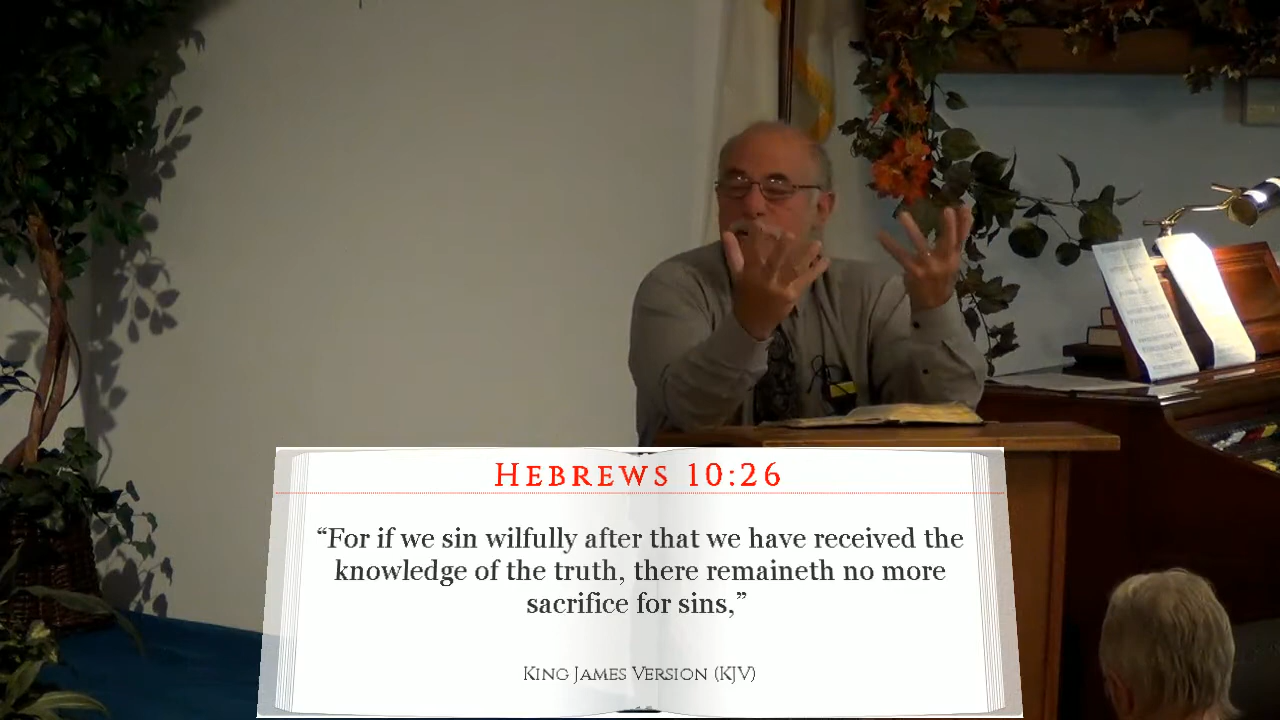 HEBREWS 10:26
“For if we sin wilfully after that we have received the
knowledge of the truth, there remaineth no more
sacrifice for sins,”
KING JAMES VERSION (KJV)